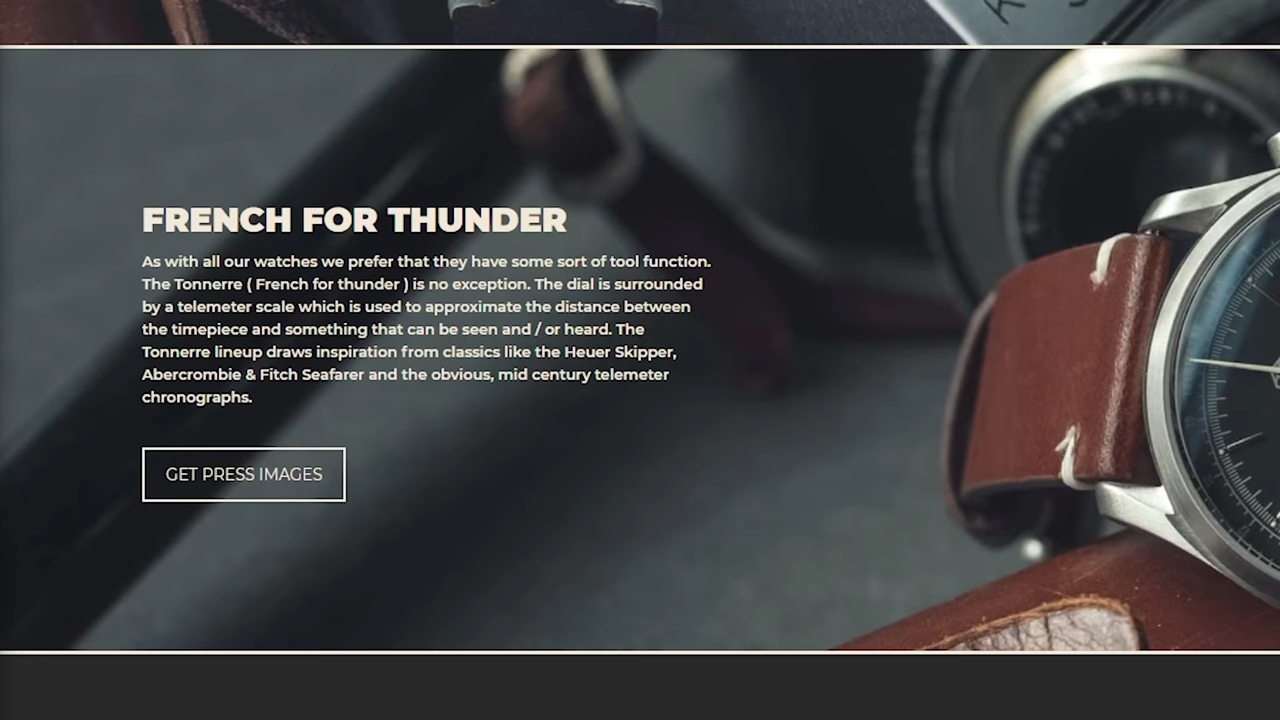 FRENCH FOR THUNDER
As with all our watches we prefer that they have some sort of tool function.
The Tonnerre ( French for thunder ) is no exception. The dial is surrounded
by a telemeter scale which is used to approximate the distance between
the timepiece and something that can be seen and / or heard. The
Tonnerre lineup draws inspiration from classics like the Heuer Skipper,
Abercrombie & Fitch Seafarer and the obvious, mid century telemeter
chronographs.
GET PRESS IMAGES